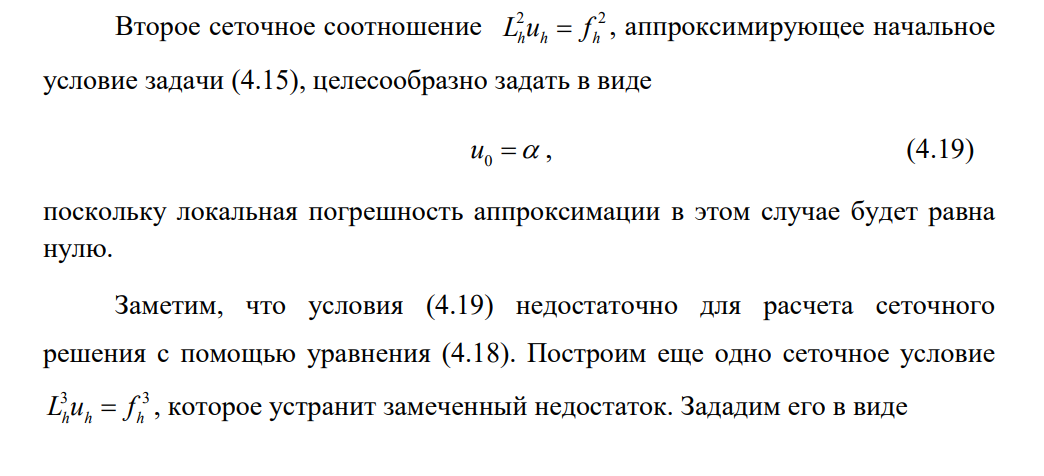 Второе сеточное соотношение $L_h^2 u_h = f_h^2$, аппроксимирующее начальное
условие задачи (4.15), целесообразно задать в виде
$u_0 = \alpha$, (4.19)
поскольку локальная погрешность аппроксимации в этом случае будет равна
нулю.
Заметим, что условия (4.19) недостаточно для расчета сеточного
решения с помощью уравнения (4.18). Построим еще одно сеточное условие
$L_h^3 u_h = f_h^3$, которое устранит замеченный недостаток. Зададим его в виде